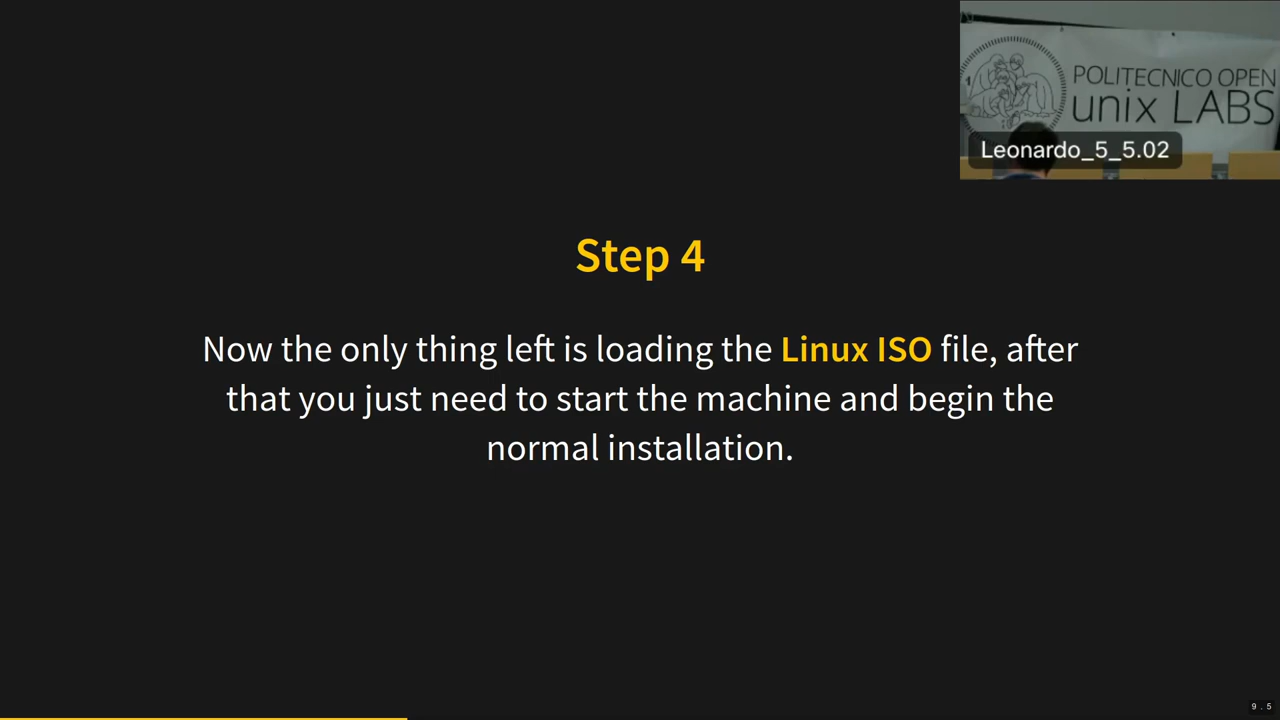 POLITECNICO OPEN
unix LABS
Leonardo_5_5.02
Step 4
Now the only thing left is loading the Linux ISO file, after
that you just need to start the machine and begin the
normal installation.
9.5